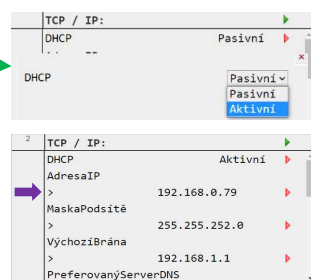 TCP / IP:
DHCP Pasivní
DHCP Pasivní
Pasivní
Aktivní
2 TCP / IP:
DHCP Aktivní
AdresaIP
> 192.168.0.79
MaskaPodsítě
> 255.255.252.0
VýchozíBrána
> 192.168.1.1
PreferovanýServerDNS